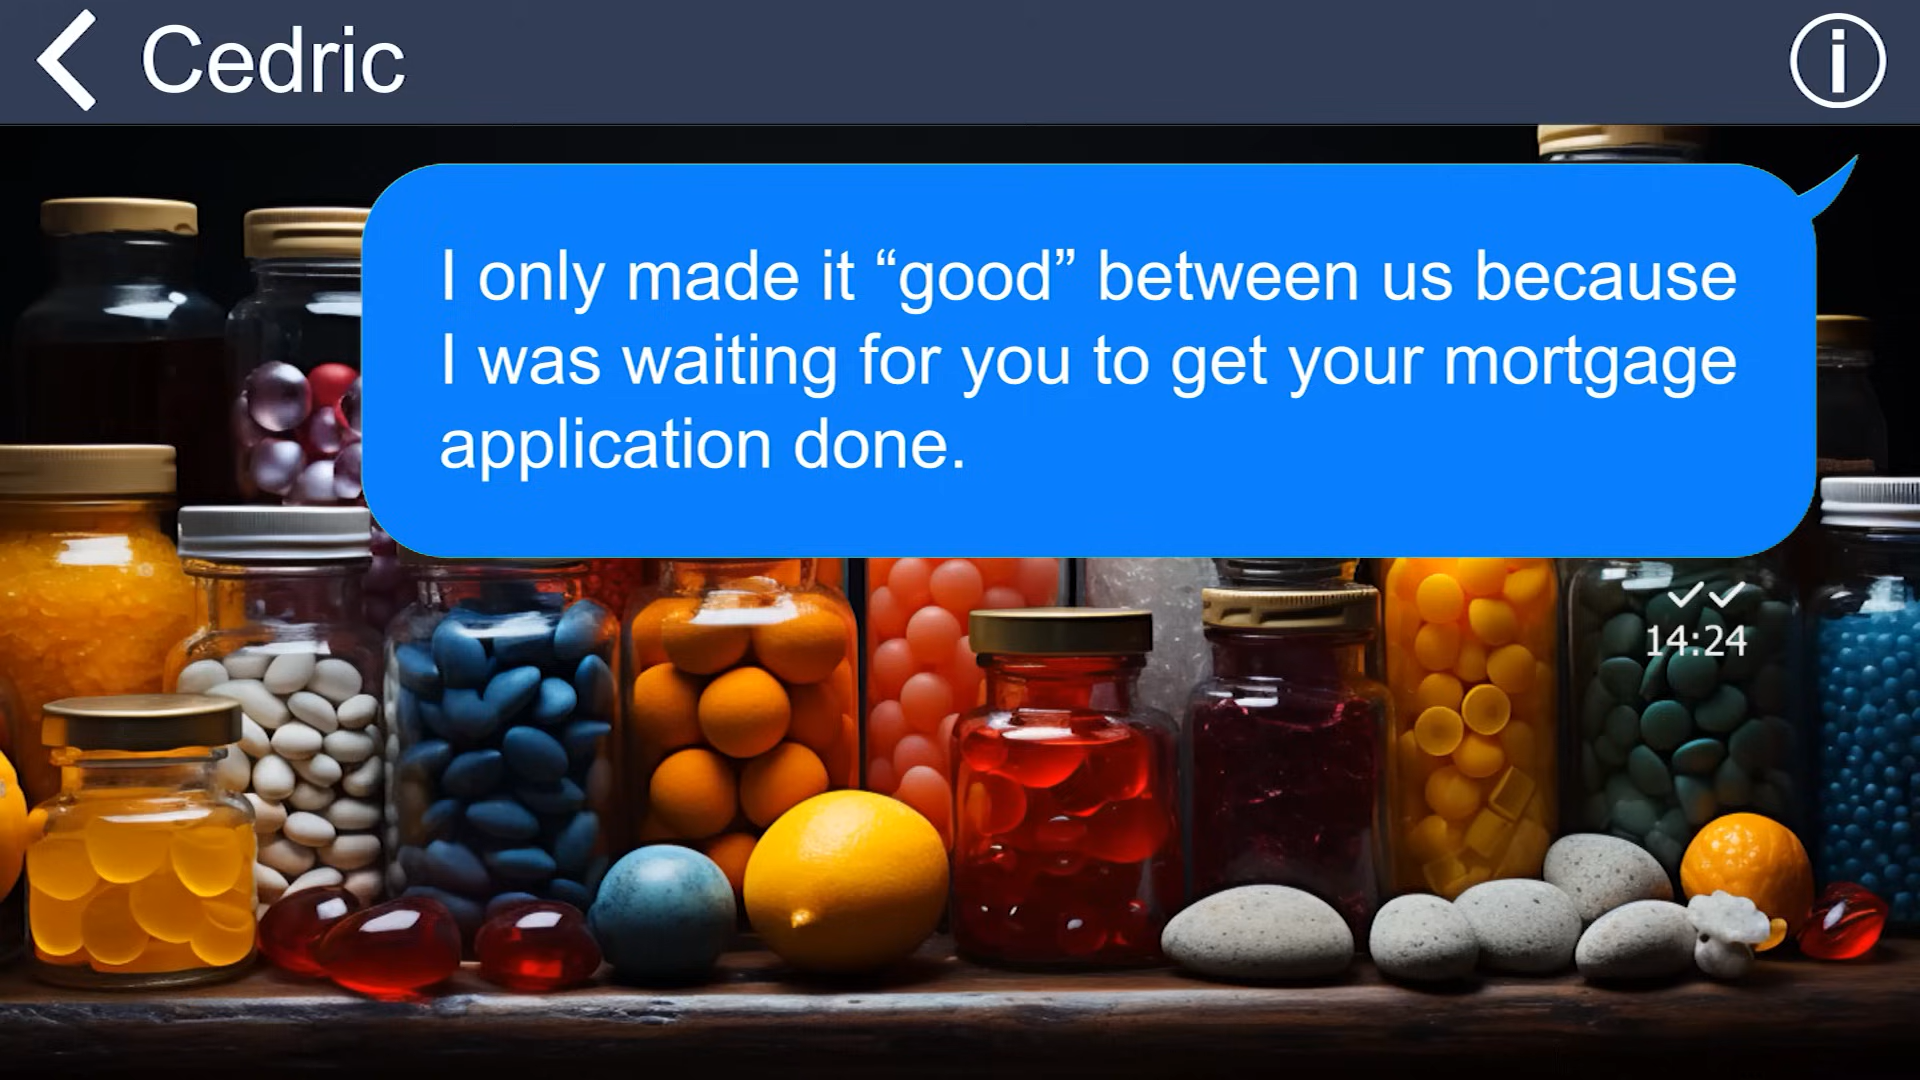 Cedric
I only made it “good” between us because
I was waiting for you to get your mortgage
application done.
14:24